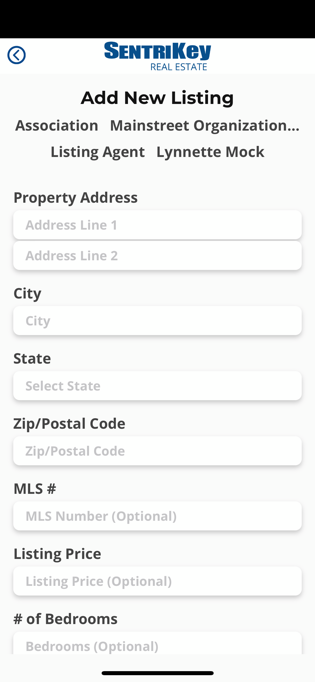 SENTRIKEY
REAL ESTATE
Add New Listing
Association Mainstreet Organization...
Listing Agent Lynnette Mock
Property Address
Address Line 1
Address Line 2
City
City
State
Select State
Zip/Postal Code
Zip/Postal Code
MLS #
MLS Number (Optional)
Listing Price
Listing Price (Optional)
# of Bedrooms
Bedrooms (Optional)